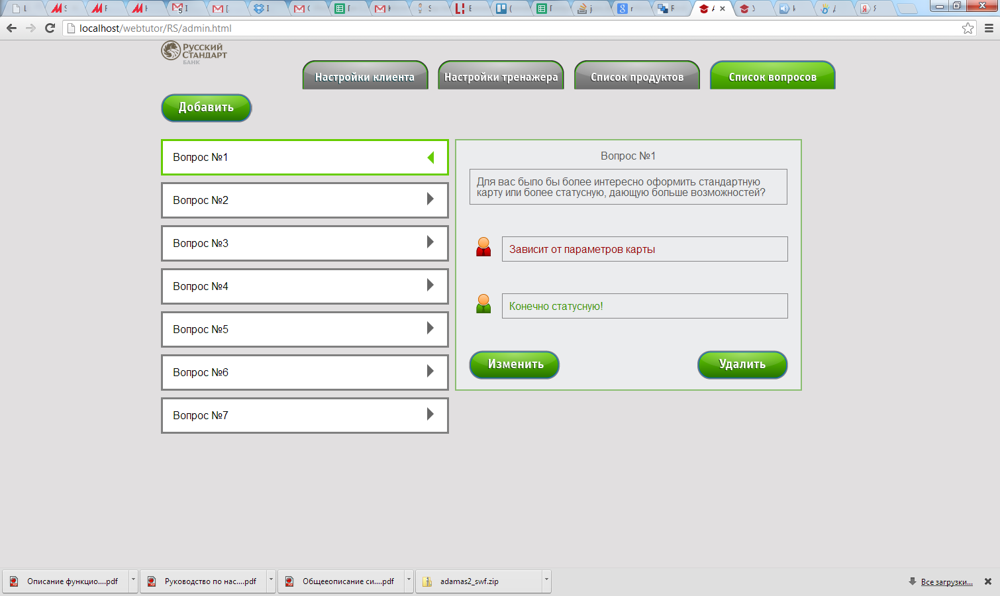 localhost/webtutor/RS/admin.html
Русский
Стандарт
БАНК
Настройки клиента
Настройки тренажера
Список продуктов
Список вопросов
Добавить
Вопрос №1
Вопрос №2
Вопрос №3
Вопрос №4
Вопрос №5
Вопрос №6
Вопрос №7
Вопрос №1
Для вас было бы более интересно оформить стандартную
карту или более статусную, дающую больше возможностей?
Зависит от параметров карты
Конечно статусную!
Изменить
Удалить
Описание функцио....pdf
Руководство по нас....pdf
Общееописание си....pdf
adamas2_swf.zip
Все загрузки...